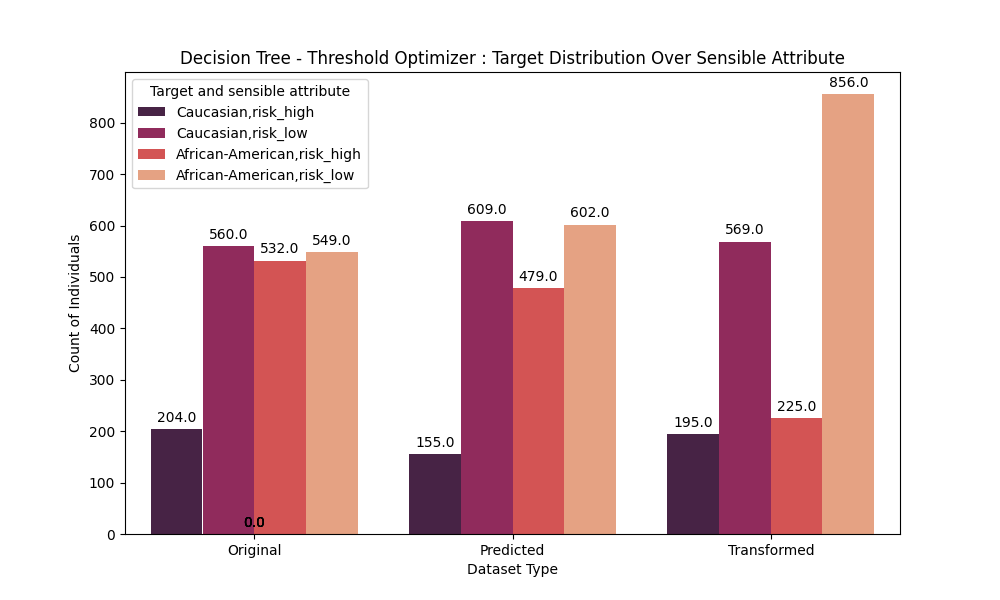 Decision Tree - Threshold Optimizer : Target Distribution Over Sensible Attribute
Target and sensible attribute
Caucasian,risk_high
Caucasian,risk_low
African-American,risk_high
African-American,risk_low
Count of Individuals
800
700
600
500
400
300
200
100
0
204.0
560.0
532.0
549.0
0.0
155.0
609.0
479.0
602.0
195.0
569.0
225.0
856.0
Original
Predicted
Transformed
Dataset Type